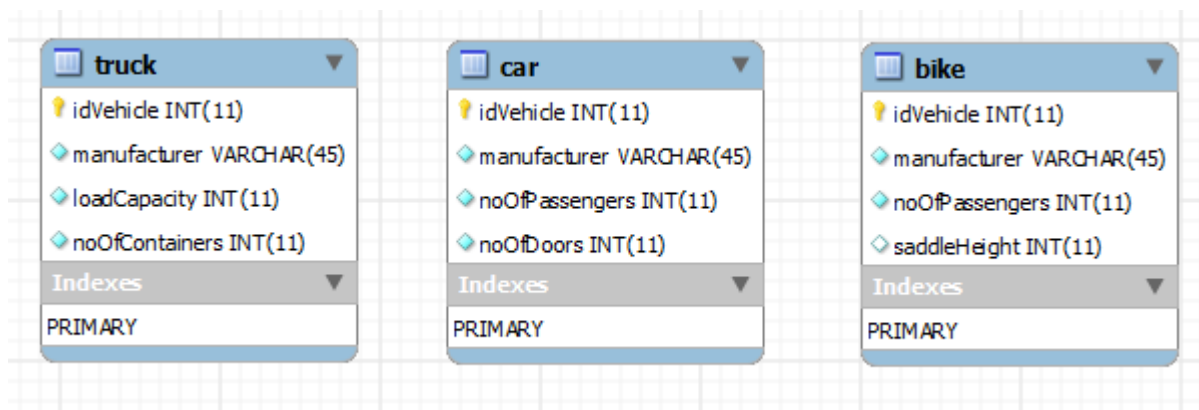 truck
idVehicle INT(11)
manufacturer VARCHAR(45)
loadCapacity INT(11)
noOfContainers INT(11)
Indexes
PRIMARY
car
idVehicle INT(11)
manufacturer VARCHAR(45)
noOfPassengers INT(11)
noOfDoors INT(11)
Indexes
PRIMARY
bike
idVehicle INT(11)
manufacturer VARCHAR(45)
noOfPassengers INT(11)
saddleHeight INT(11)
Indexes
PRIMARY